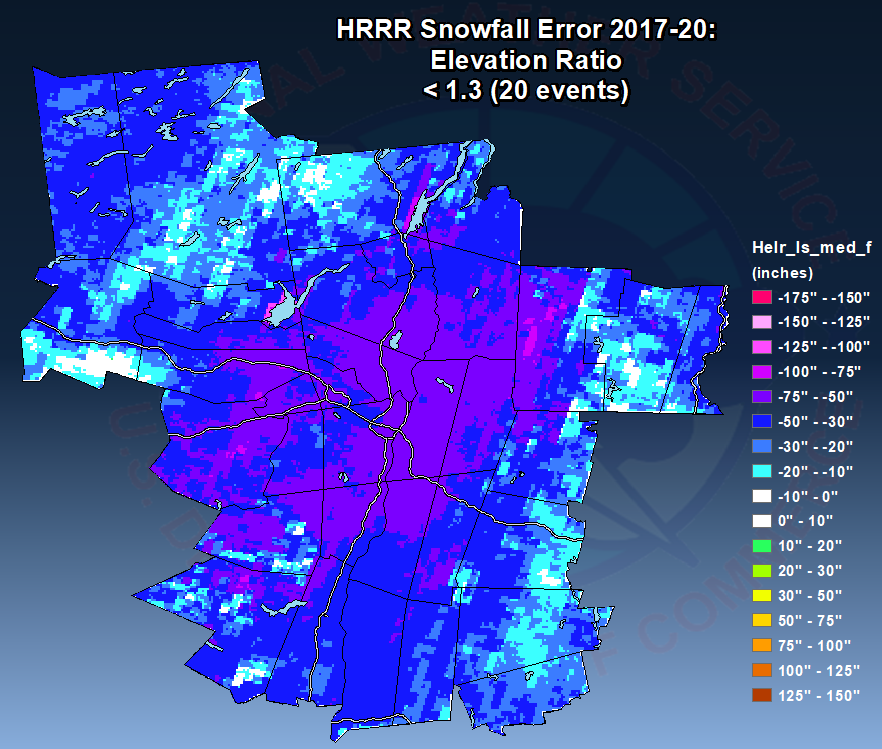 HRRR Snowfall Error 2017-20:
Elevation Ratio
< 1.3 (20 events)
Helr_ls_med_f
(inches)
-175" - -150"
-150" - -125"
-125" - -100"
-100" - -75"
-75" - -50"
-50" - -30"
-30" - -20"
-20" - -10"
-10" - 0"
0" - 10"
10" - 20"
20" - 30"
30" - 50"
50" - 75"
75" - 100"
100" - 125"
125" - 150"
WEATHER SERVICE